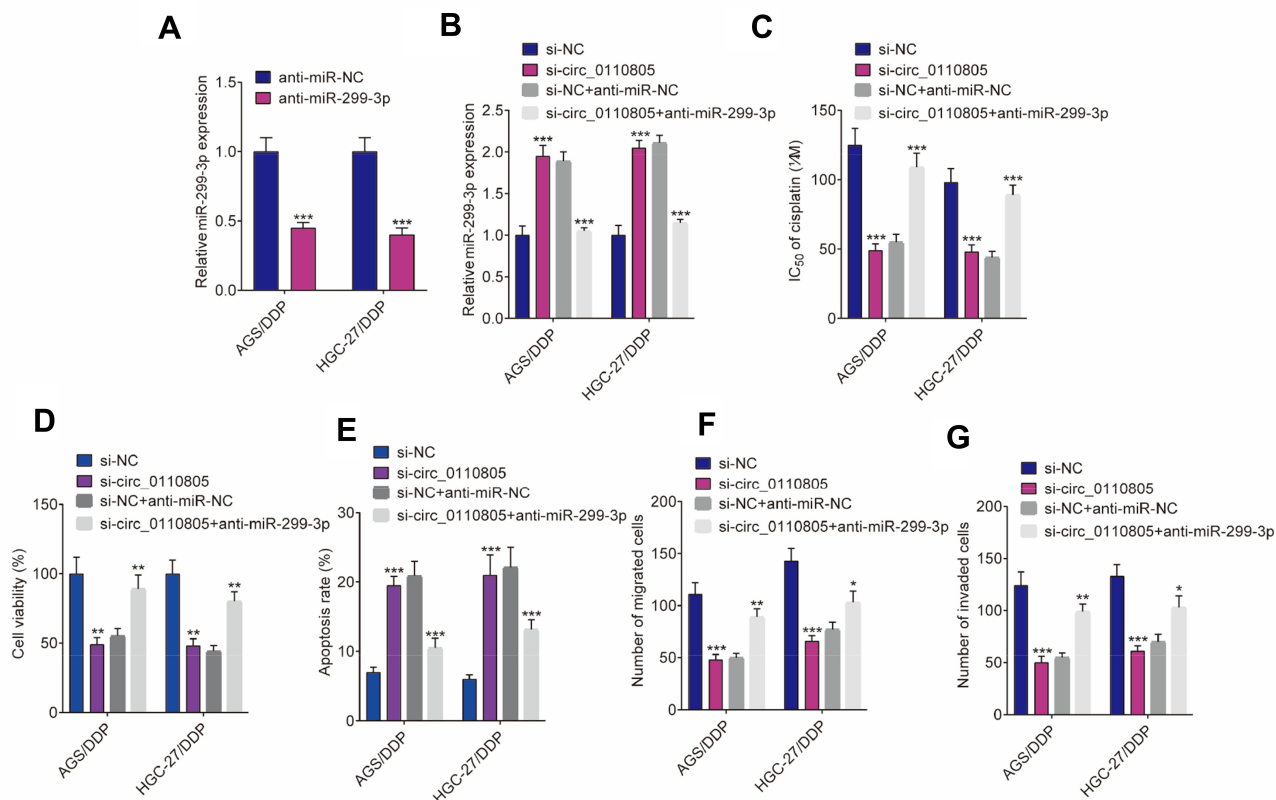 A
anti-miR-NC
anti-miR-299-3p
Relative miR-299-3p expression
1.5
1.0
0.5
0.0
***
***
AGS/DDP
HGC-27/DDP
B
si-NC
si-circ_0110805
si-NC+anti-miR-NC
si-circ_0110805+anti-miR-299-3p
Relative miR-299-3p expression
2.5
2.0
1.5
1.0
0.5
0.0
***
***
***
***
AGS/DDP
HGC-27/DDP
C
si-NC
si-circ_0110805
si-NC+anti-miR-NC
si-circ_0110805+anti-miR-299-3p
IC50 of cisplatin (⁄M)
150
100
50
0
***
***
***
***
AGS/DDP
HGC-27/DDP
D
si-NC
si-circ_0110805
si-NC+anti-miR-NC
si-circ_0110805+anti-miR-299-3p
Cell viability (%)
150
100
50
0
**
**
**
**
AGS/DDP
HGC-27/DDP
E
si-NC
si-circ_0110805
si-NC+anti-miR-NC
si-circ_0110805+anti-miR-299-3p
Apoptosis rate (%)
30
20
10
0
***
***
***
***
AGS/DDP
HGC-27/DDP
F
si-NC
si-circ_0110805
si-NC+anti-miR-NC
si-circ_0110805+anti-miR-299-3p
Number of migrated cells
200
150
100
50
0
***
**
***
*
AGS/DDP
HGC-27/DDP
G
si-NC
si-circ_0110805
si-NC+anti-miR-NC
si-circ_0110805+anti-miR-299-3p
Number of invaded cells
200
150
100
50
0
***
**
***
*
AGS/DDP
HGC-27/DDP